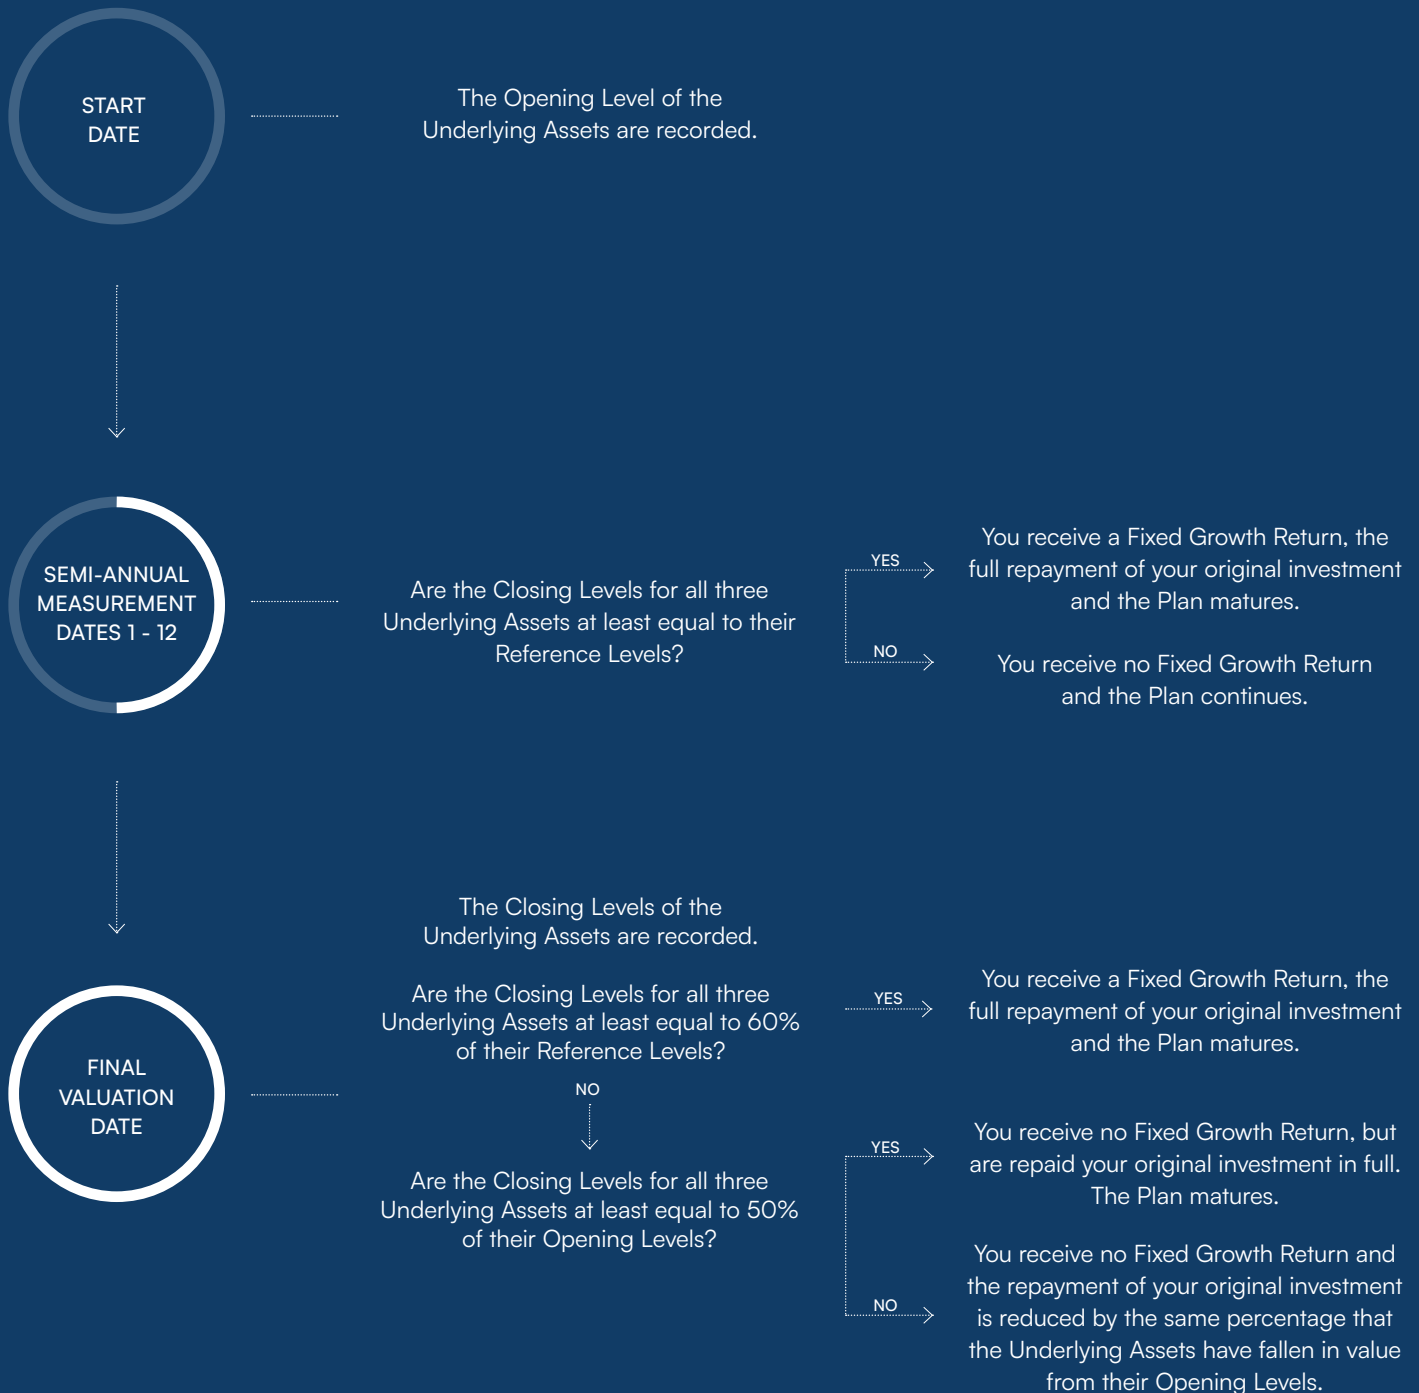 START
DATE
The Opening Level of the
Underlying Assets are recorded.
SEMI-ANNUAL
MEASUREMENT
DATES 1 - 12
Are the Closing Levels for all three
Underlying Assets at least equal to their
Reference Levels?
YES
You receive a Fixed Growth Return, the
full repayment of your original investment
and the Plan matures.
NO
You receive no Fixed Growth Return
and the Plan continues.
FINAL
VALUATION
DATE
The Closing Levels of the
Underlying Assets are recorded.
Are the Closing Levels for all three
Underlying Assets at least equal to 60%
of their Reference Levels?
YES
You receive a Fixed Growth Return, the
full repayment of your original investment
and the Plan matures.
NO
Are the Closing Levels for all three
Underlying Assets at least equal to 50%
of their Opening Levels?
YES
You receive no Fixed Growth Return, but
are repaid your original investment in full.
The Plan matures.
NO
You receive no Fixed Growth Return and
the repayment of your original investment
is reduced by the same percentage that
the Underlying Assets have fallen in value
from their Opening Levels.